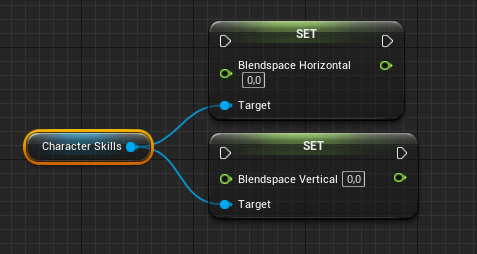 SET
Blendspace Horizontal
0,0
Target
Character Skills
SET
Blendspace Vertical 0,0
Target